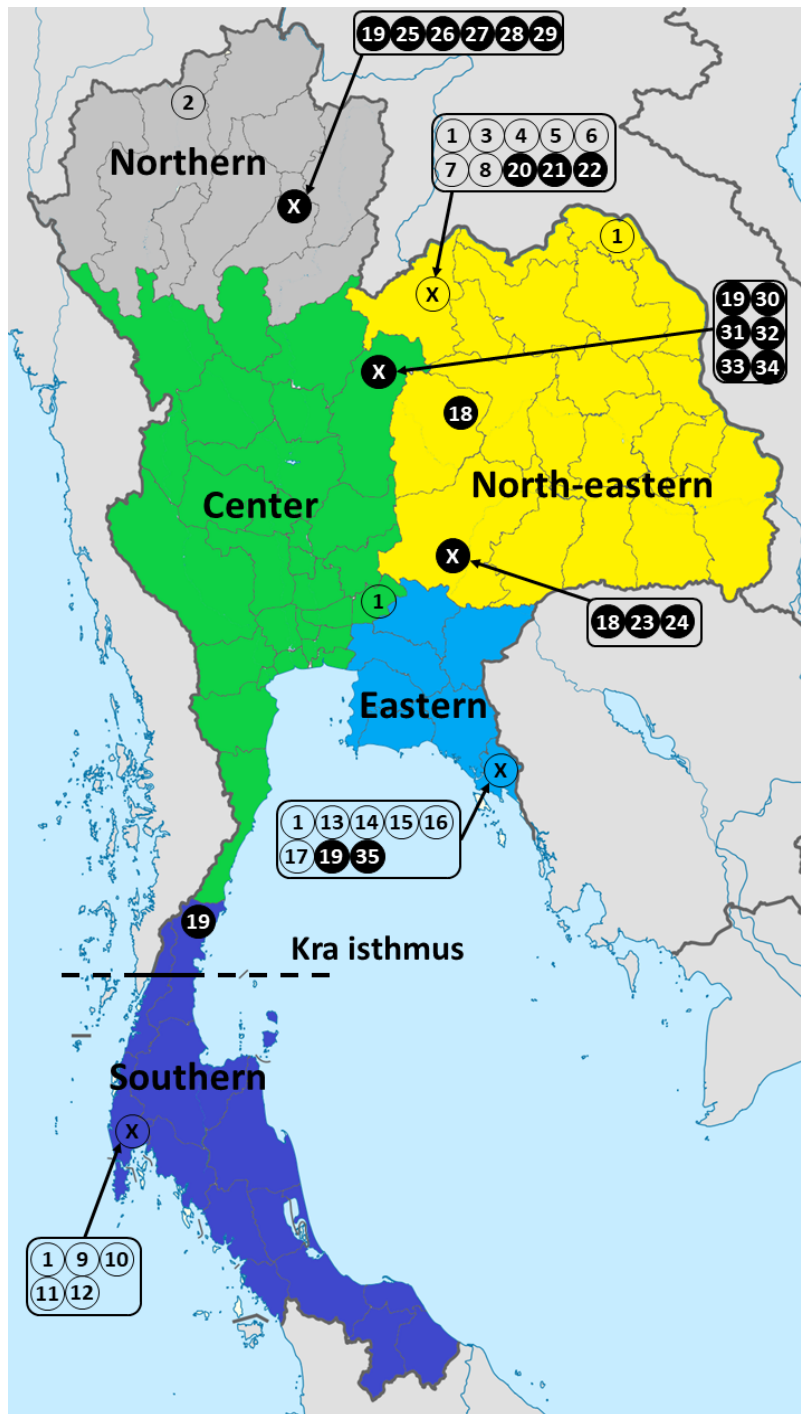 19 25 26 27 28 29
2
1 3 4 5 6
7 8 20 21 22
Northern
X
1
X
19 30
31 32
33 34
X
18
North-eastern
Center
X
1
18 23 24
Eastern
X
1 13 14 15 16
17 19 35
19
Kra isthmus
Southern
X
1 9 10
11 12